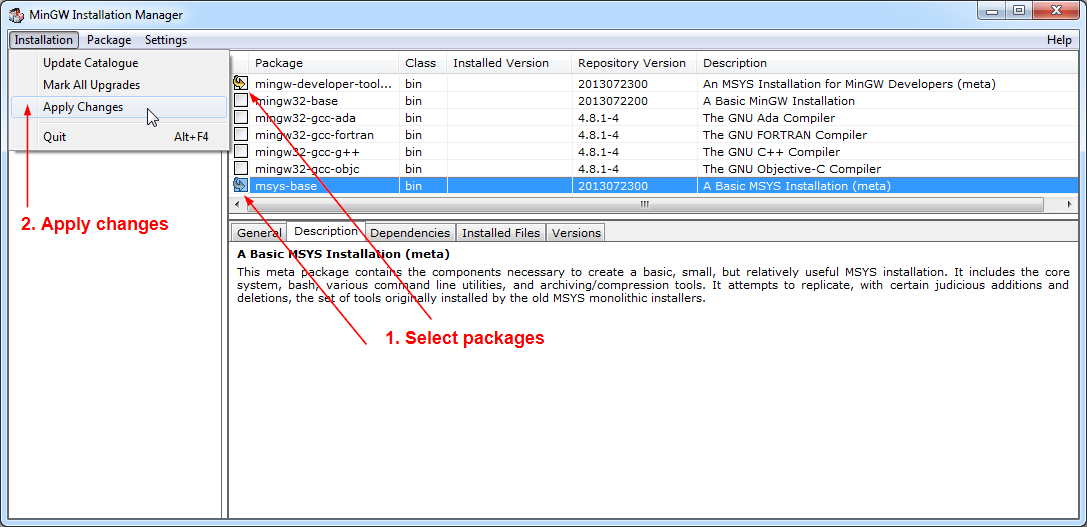 MinGW Installation Manager
Installation Package Settings Help
Update Catalogue
Mark All Upgrades
Apply Changes
Quit Alt+F4
Package Class Installed Version Repository Version Description
mingw-developer-tool... bin 2013072300 An MSYS Installation for MinGW Developers (meta)
mingw32-base bin 2013072200 A Basic MinGW Installation
mingw32-gcc-ada bin 4.8.1-4 The GNU Ada Compiler
mingw32-gcc-fortran bin 4.8.1-4 The GNU FORTRAN Compiler
mingw32-gcc-g++ bin 4.8.1-4 The GNU C++ Compiler
mingw32-gcc-objc bin 4.8.1-4 The GNU Objective-C Compiler
msys-base bin 2013072300 A Basic MSYS Installation (meta)
2. Apply changes
General Description Dependencies Installed Files Versions
A Basic MSYS Installation (meta)
This meta package contains the components necessary to create a basic, small, but relatively useful MSYS installation. It includes the core
system, bash, various command line utilities, and archiving/compression tools. It attempts to replicate, with certain judicious additions and
deletions, the set of tools originally installed by the old MSYS monolithic installers.
1. Select packages